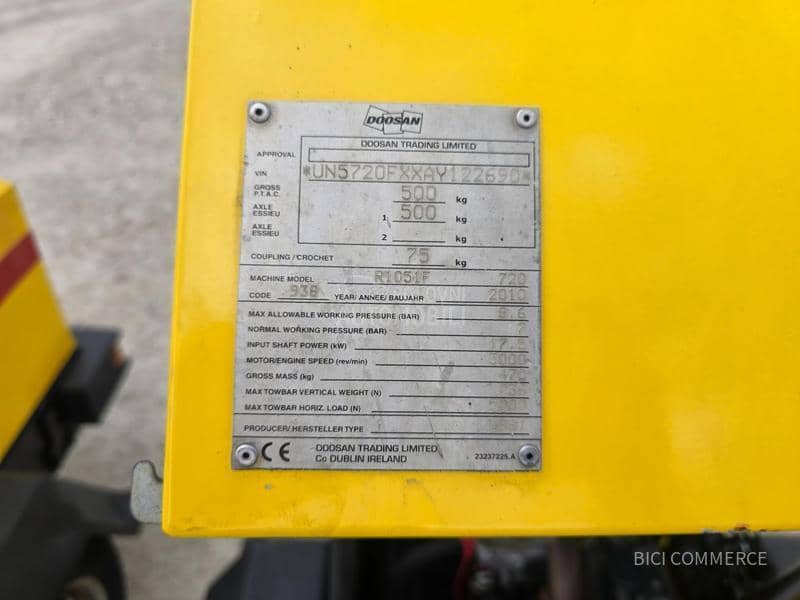 DOOSAN
DOOSAN TRADING LIMITED
APPROVAL
VIN *UN5720FXXAY122690*
GROSS P.T.A.C. 500 kg
AXLE ESSIEU 1 500 kg
AXLE ESSIEU 2 kg
COUPLING/CROCHET 75 kg
MACHINE MODEL R1051F 720
CODE 938 YEAR/ANNEE/BAUJAHR 2010
MAX ALLOWABLE WORKING PRESSURE (BAR) 8.6
NORMAL WORKING PRESSURE (BAR) 7
INPUT SHAFT POWER (kW) 17.5
MOTOR/ENGINE SPEED (rev/min) 3000
GROSS MASS (kg)
MAX TOWBAR VERTICAL WEIGHT (N)
MAX TOWBAR HORIZ. LOAD (N)
PRODUCER/HERSTELLER TYPE
CE DOOSAN TRADING LIMITED
Co DUBLIN IRELAND 23237225.A
BICI COMMERCE